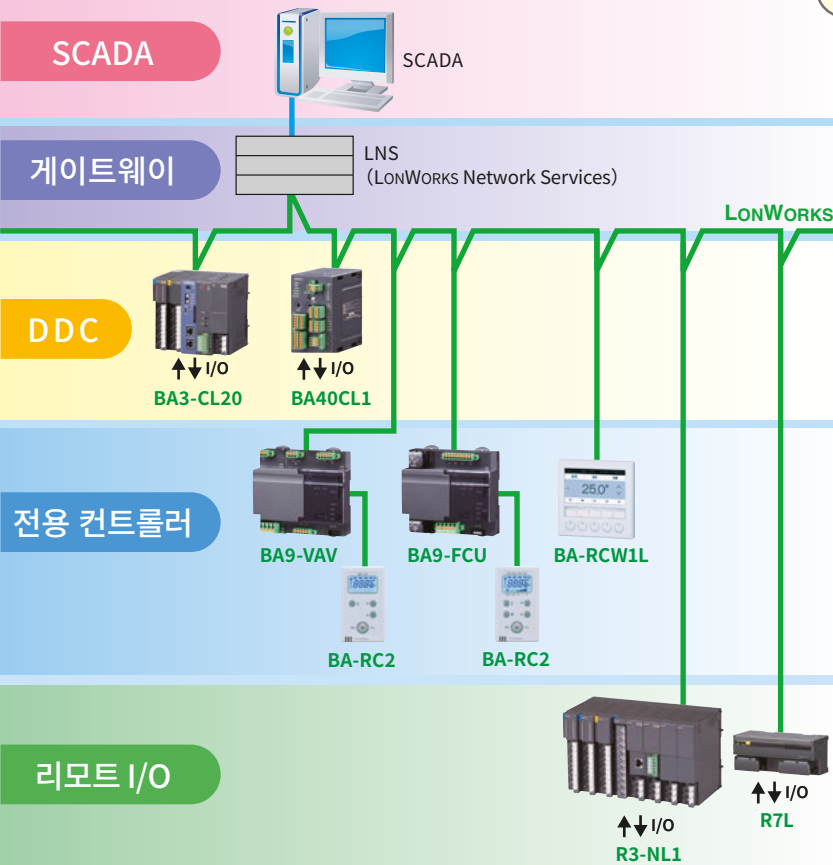 SCADA
SCADA
게이트웨이
LNS
(LONWORKS Network Services)
LONWORKS
DDC
I/O
I/O
BA3-CL20
BA40CL1
전용 컨트롤러
25.0°
BA9-VAV
BA9-FCU
BA-RCW1L
BA-RC2
BA-RC2
리모트 I/O
I/O
R7L
I/O
R3-NL1